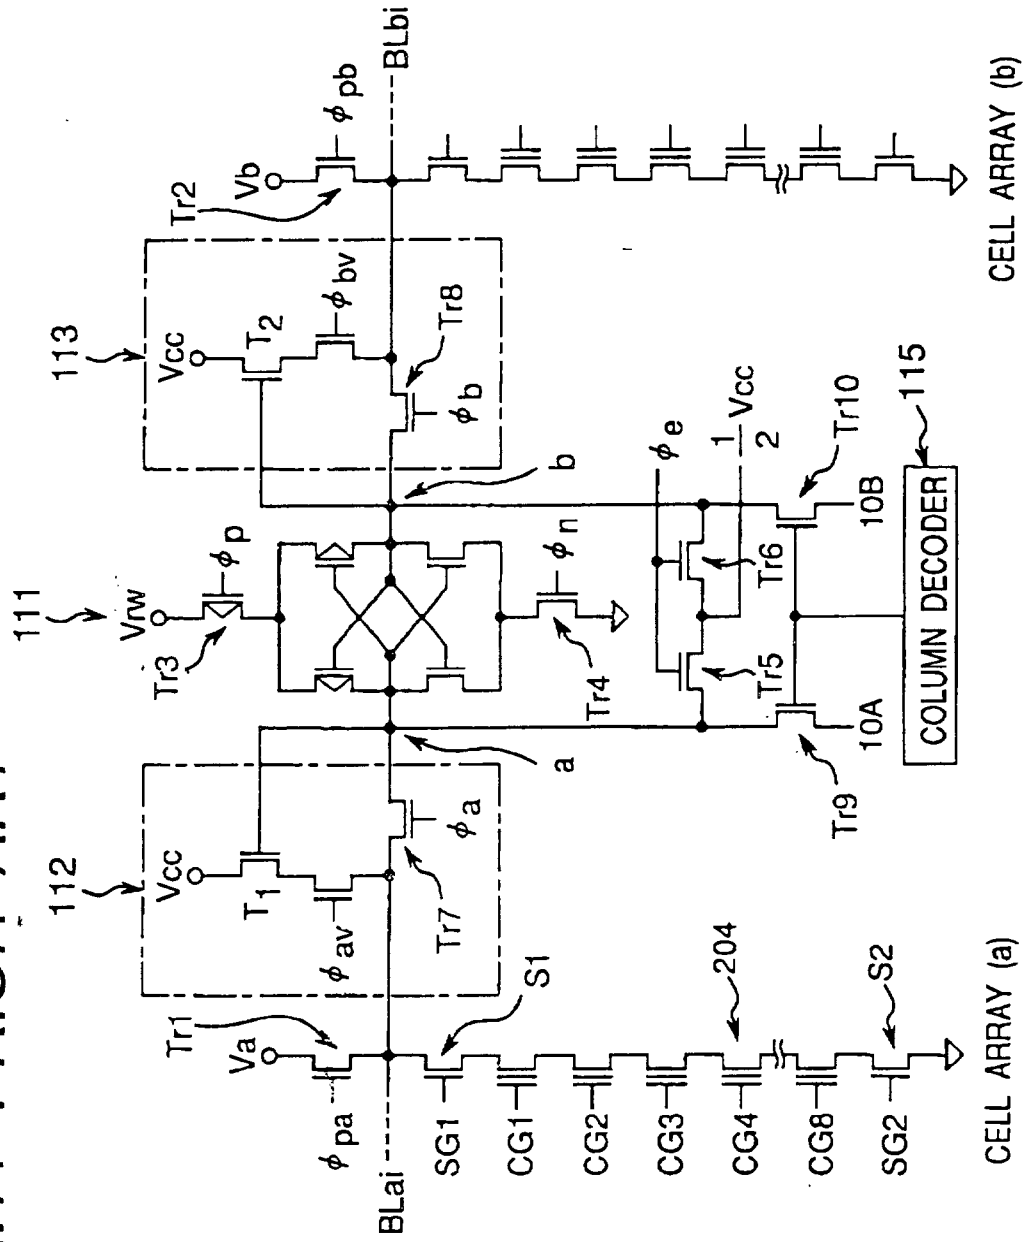 111
112
113
Vrw
φp
Tr3
Vcc
T1
φav
Tr7
φa
a
Vcc
T2
φbv
Tr8
φb
b
Va
Tr1
φpa
Vb
Tr2
φpb
BLai
BLbi
S1
SG1
CG1
CG2
CG3
CG4
204
CG8
SG2
S2
Tr4
φn
φe
Tr5
Tr6
1
2
Vcc
Tr9
10A
10B
Tr10
COLUMN DECODER
115
CELL ARRAY (a)
CELL ARRAY (b)